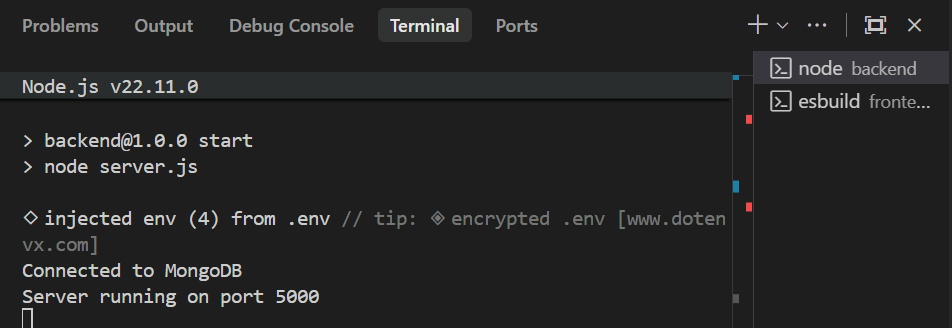 Problems Output Debug Console Terminal Ports
Node.js v22.11.0
> backend@1.0.0 start
> node server.js
◇ injected env (4) from .env // tip: ◈ encrypted .env [www.doten
vx.com]
Connected to MongoDB
Server running on port 5000
node backend
esbuild fronte...